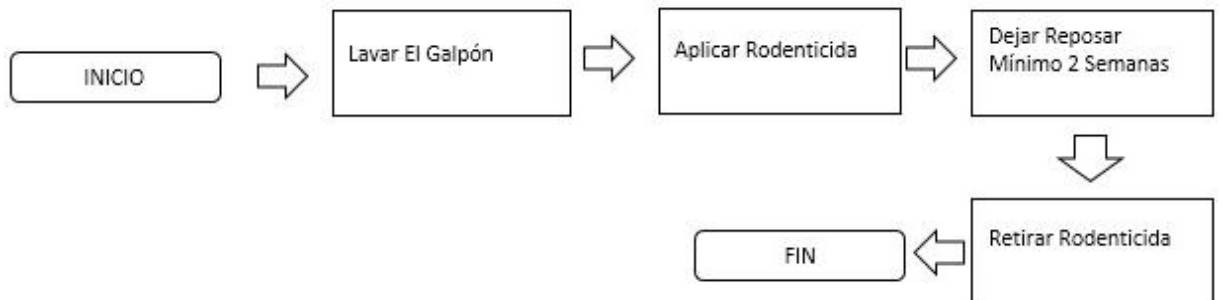 INICIO
Lavar El Galpón
Aplicar Rodenticida
Dejar Reposar
Mínimo 2 Semanas
Retirar Rodenticida
FIN